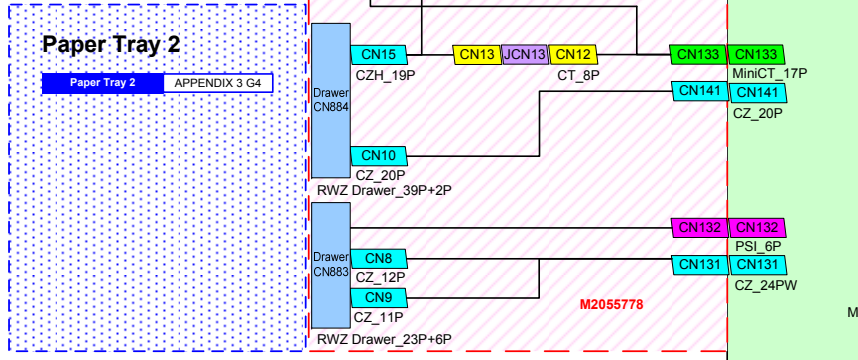 Paper Tray 2
Paper Tray 2 APPENDIX 3 G4
Drawer
CN884
CN15
CZH_19P
CN13 JCN13 CN12
CT_8P
CN133 CN133
MiniCT_17P
CN141 CN141
CZ_20P
CN10
CZ_20P
RWZ Drawer_39P+2P
Drawer
CN883
CN132 CN132
PSI_6P
CN8
CZ_12P
CN131 CN131
CZ_24PW
CN9
CZ_11P
M2055778
RWZ Drawer_23P+6P
M